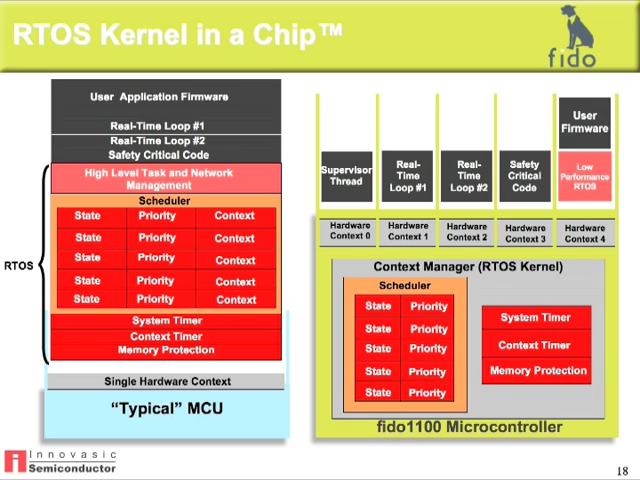 RTOS Kernel in a Chip™
fido
User Application Firmware
Real-Time Loop #1
Real-Time Loop #2
Safety Critical Code
High Level Task and Network
Management
Scheduler
State Priority Context
State Priority Context
State Priority Context
State Priority Context
State Priority Context
System Timer
Context Timer
Memory Protection
RTOS
Single Hardware Context
“Typical” MCU
Supervisor
Thread
Real-
Time
Loop #1
Real-
Time
Loop #2
Safety
Critical
Code
User
Firmware
Low
Performance
RTOS
Hardware
Context 0
Hardware
Context 1
Hardware
Context 2
Hardware
Context 3
Hardware
Context 4
Context Manager (RTOS Kernel)
Scheduler
State Priority
State Priority
State Priority
State Priority
State Priority
System Timer
Context Timer
Memory Protection
fido1100 Microcontroller
Innovasic
Semiconductor
18